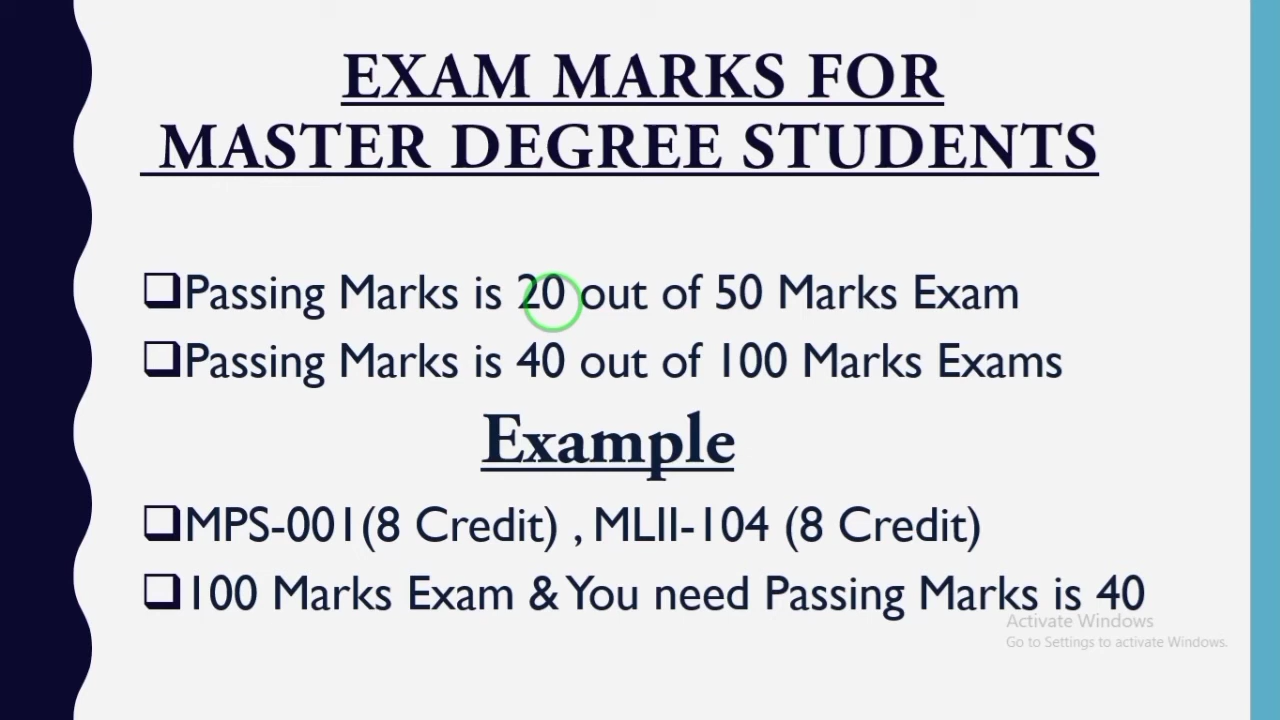 EXAM MARKS FOR
MASTER DEGREE STUDENTS
❑Passing Marks is 20 out of 50 Marks Exam
❑Passing Marks is 40 out of 100 Marks Exams
Example
❑MPS-001(8 Credit) , MLII-104 (8 Credit)
❑100 Marks Exam & You need Passing Marks is 40
Activate Windows
Go to Settings to activate Windows.